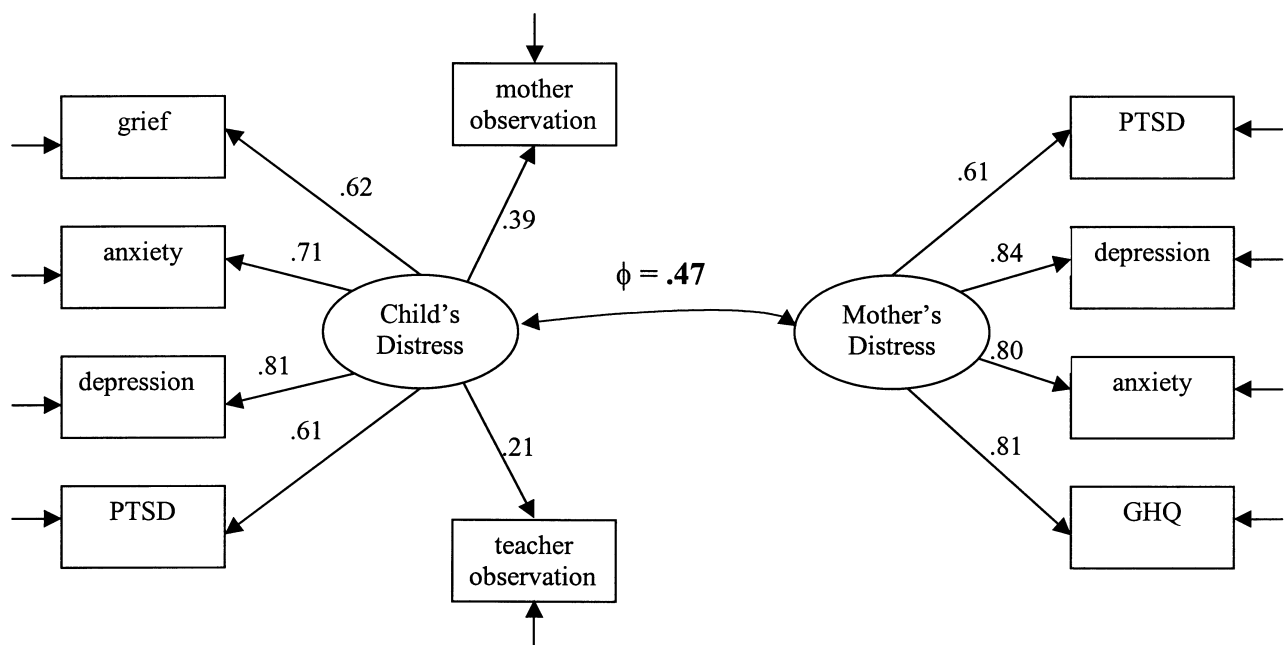 mother
observation
grief
PTSD
.62
.61
.39
anxiety
.71
.84
depression
ϕ = .47
Child's
Distress
Mother's
Distress
.80
depression
.81
anxiety
.61
.21
.81
PTSD
GHQ
teacher
observation